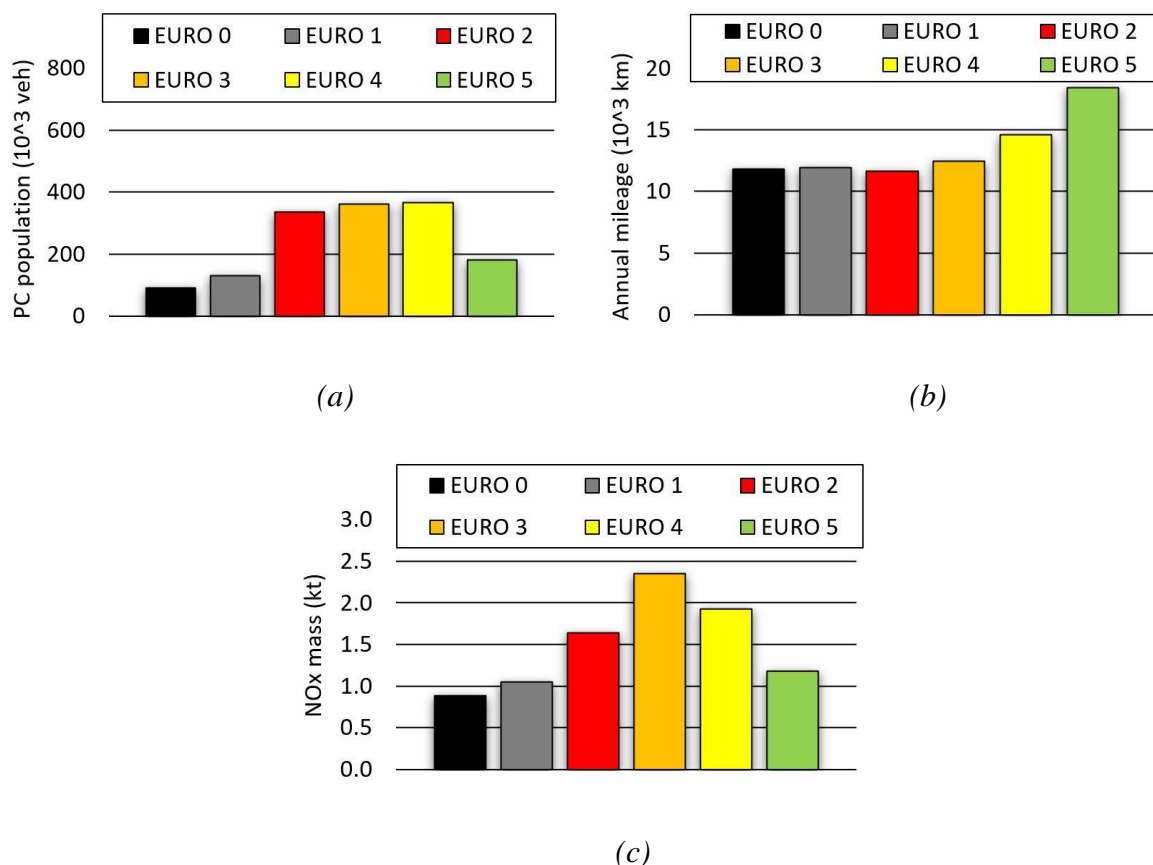 EURO 0 EURO 1 EURO 2
EURO 3 EURO 4 EURO 5
PC population (10^3 veh)
800
600
400
200
0
(a)
EURO 0 EURO 1 EURO 2
EURO 3 EURO 4 EURO 5
Annual mileage (10^3 km)
20
15
10
5
0
(b)
EURO 0 EURO 1 EURO 2
EURO 3 EURO 4 EURO 5
NOx mass (kt)
3.0
2.5
2.0
1.5
1.0
0.5
0.0
(c)